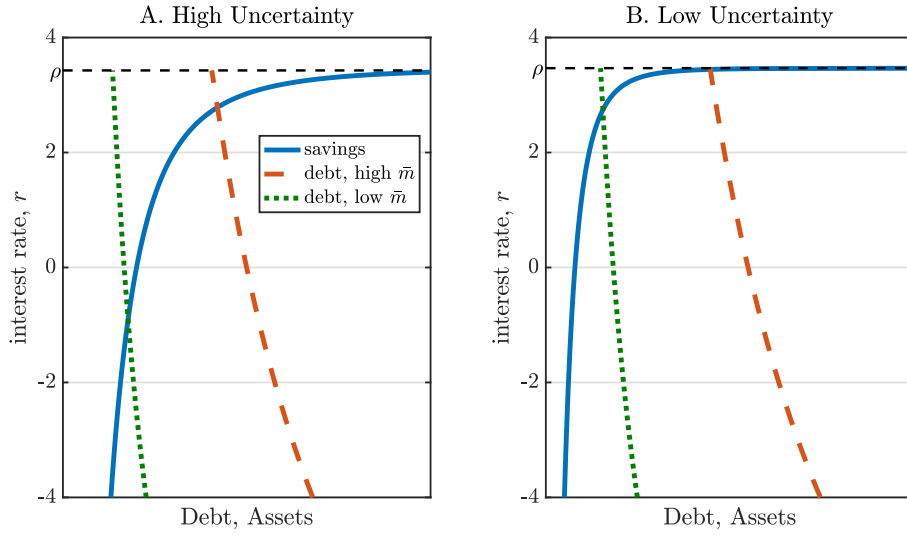 A. High Uncertainty
4
ρ
2
0
-2
-4
interest rate, r
Debt, Assets
savings
debt, high m̄
debt, low m̄
B. Low Uncertainty
4
ρ
2
0
-2
-4
interest rate, r
Debt, Assets